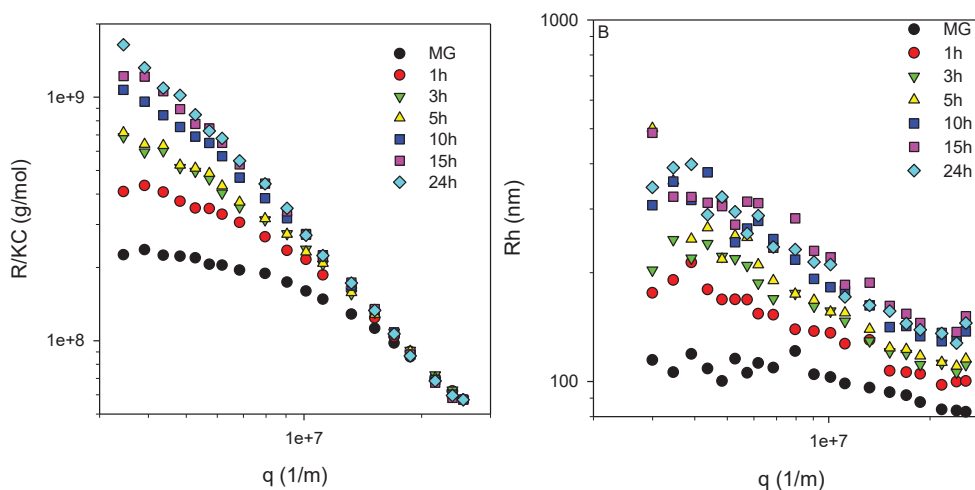 R/KC (g/mol)
1e+9
1e+8
MG
1h
3h
5h
10h
15h
24h
1e+7
q (1/m)
B
Rh (nm)
1000
100
MG
1h
3h
5h
10h
15h
24h
1e+7
q (1/m)